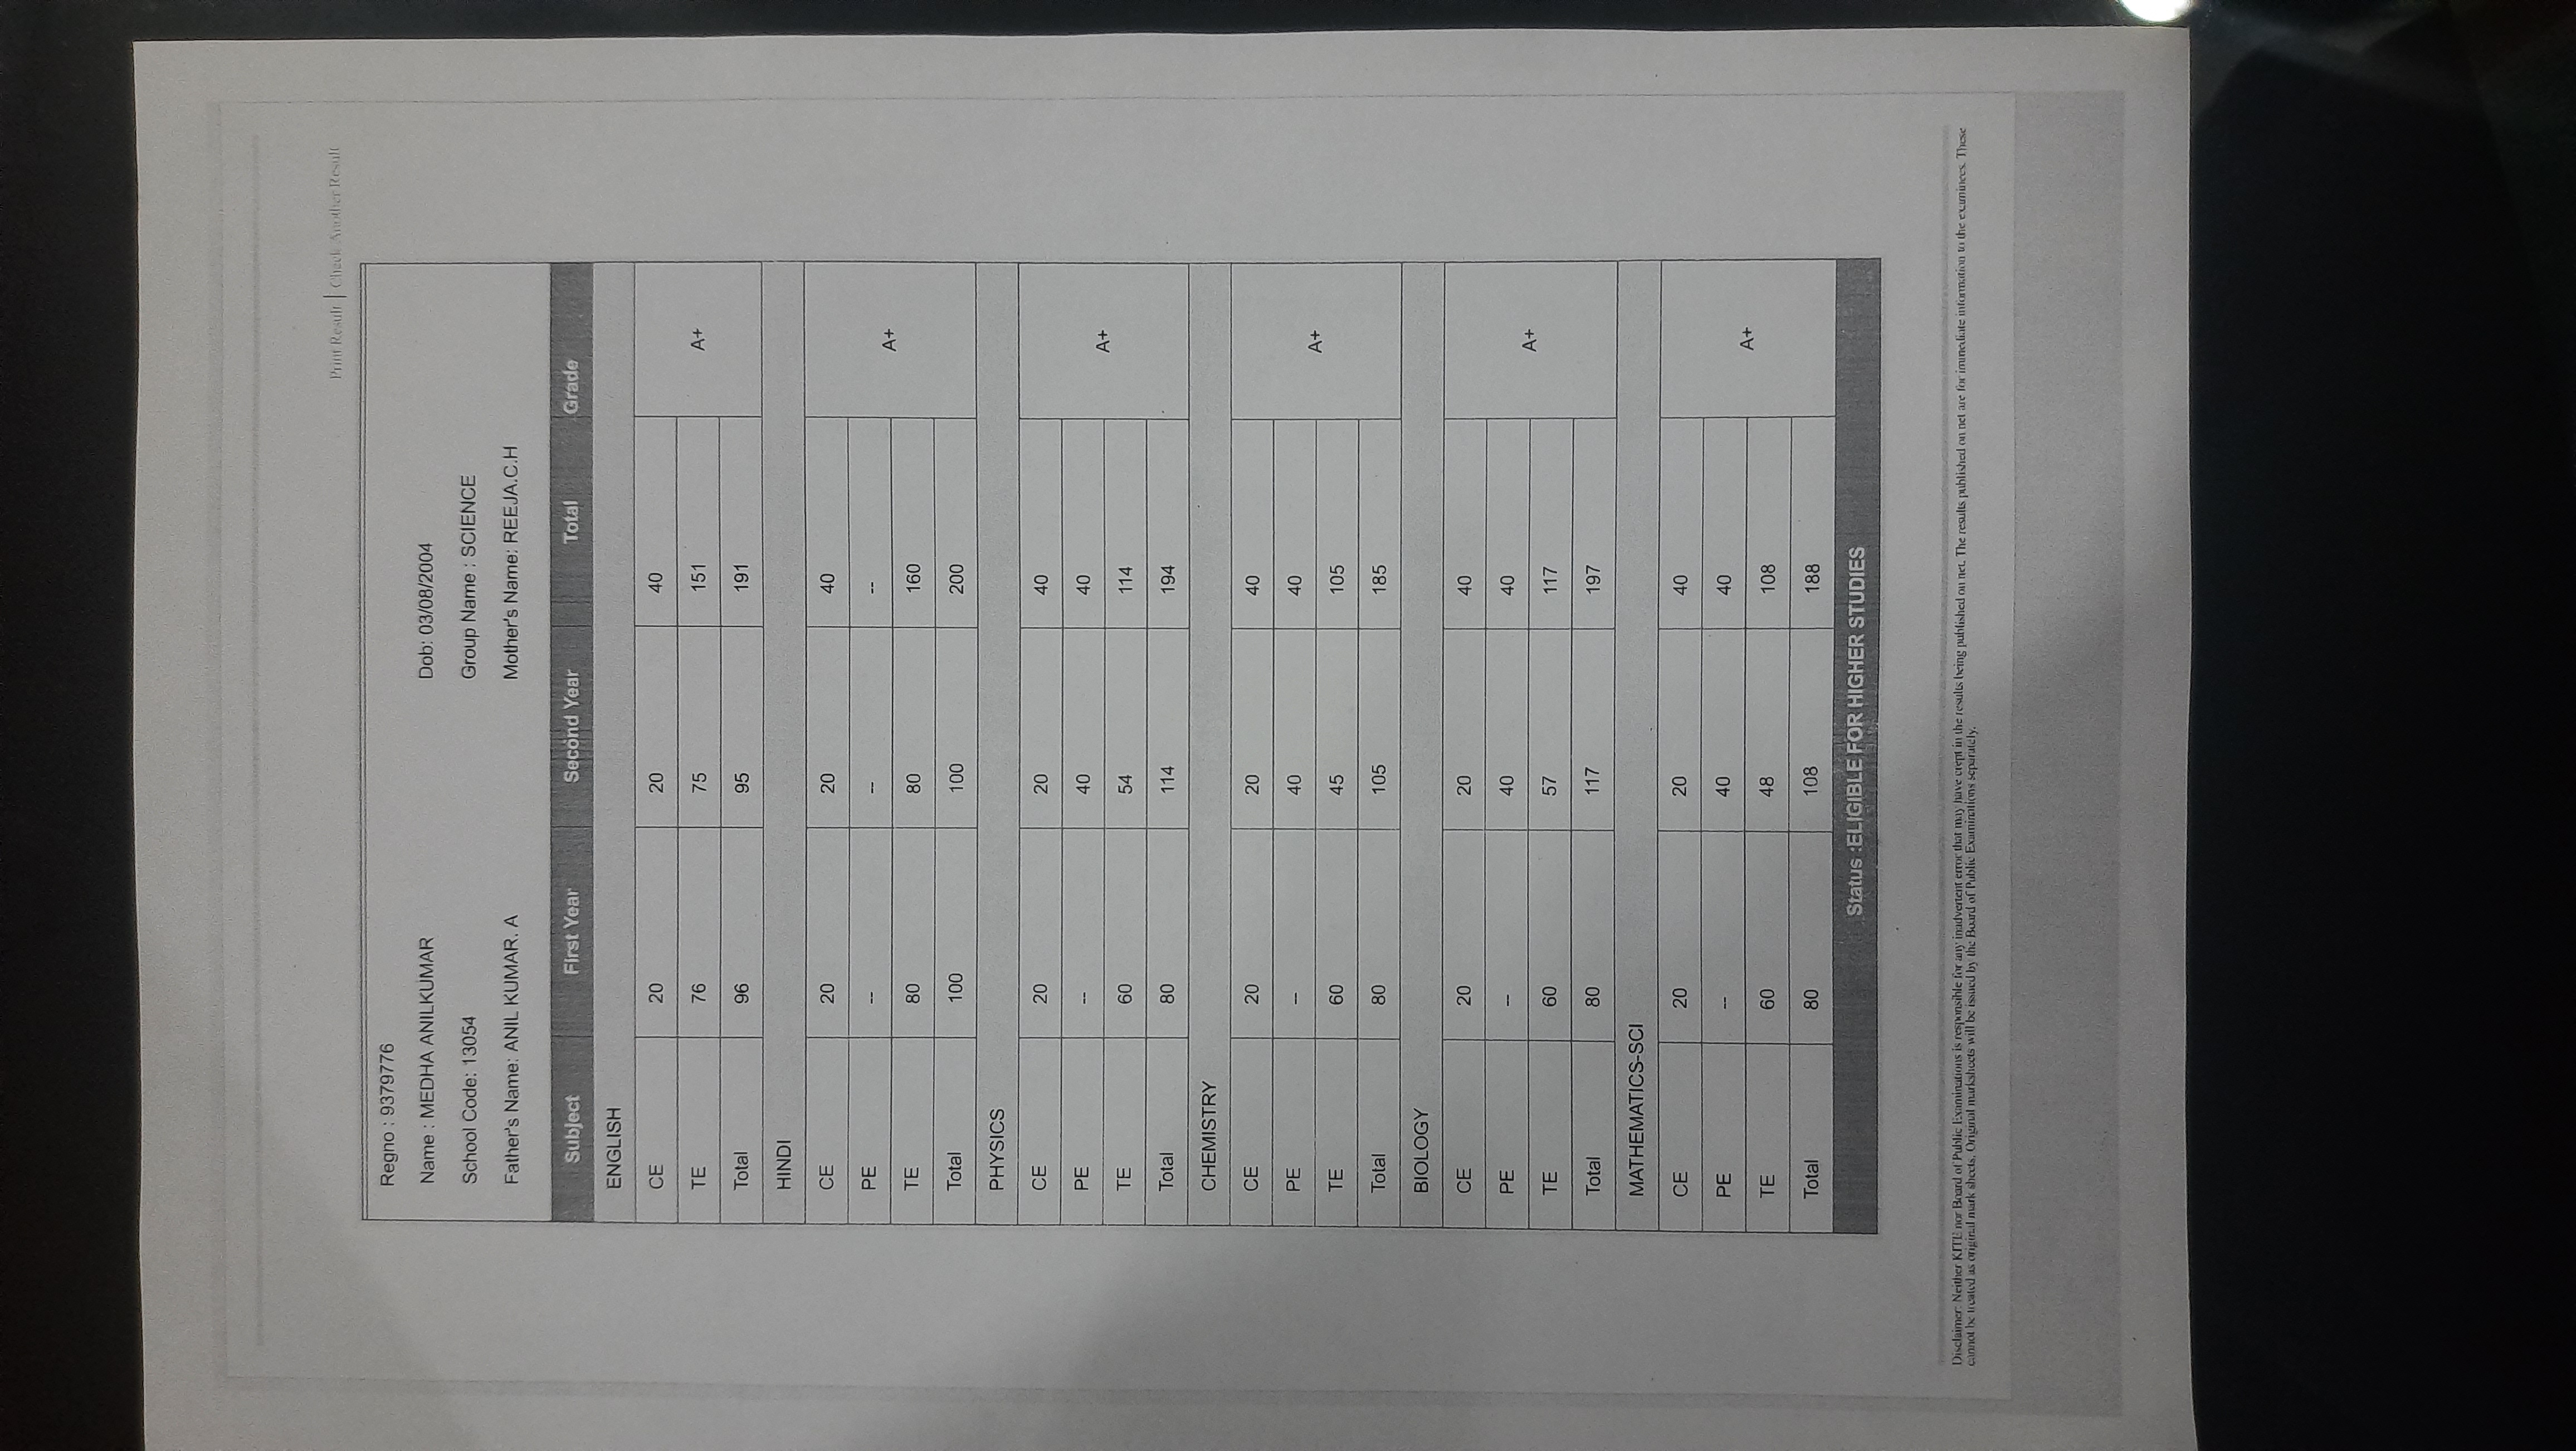 Print Result | Check Another Result
Regno : 9379776
Name : MEDHA ANILKUMAR Dob: 03/08/2004
School Code: 13054 Group Name : SCIENCE
Father's Name: ANIL KUMAR. A Mother's Name: REEJA.C.H
Subject First Year Second Year Total Grade
ENGLISH
CE 20 20 40
TE 76 75 151 A+
Total 96 95 191
HINDI
CE 20 20 40
PE -- -- --
A+
TE 80 80 160
Total 100 100 200
PHYSICS
CE 20 20 40
PE -- 40 40
A+
TE 60 54 114
Total 80 114 194
CHEMISTRY
CE 20 20 40
PE -- 40 40
A+
TE 60 45 105
Total 80 105 185
BIOLOGY
CE 20 20 40
PE -- 40 40
A+
TE 60 57 117
Total 80 117 197
MATHEMATICS-SCI
CE 20 20 40
PE -- 40 40
A+
TE 60 48 108
Total 80 108 188
Status :ELIGIBLE FOR HIGHER STUDIES
Disclaimer: Neither KITE nor Board of Public Examinations is responsible for any inadvertent error that may have crept in the results being published on net. The results published on net are for immediate information to the examinees. These
cannot be treated as original mark sheets. Original marksheets will be issued by the Board of Public Examinations separately.